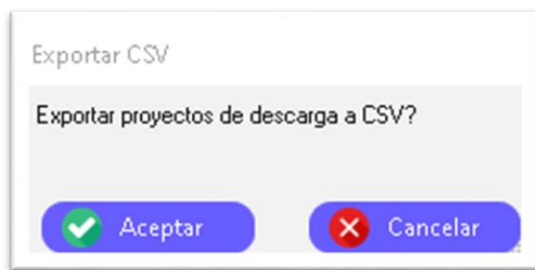 Exportar CSV
Exportar proyectos de descarga a CSV?
Aceptar
Cancelar